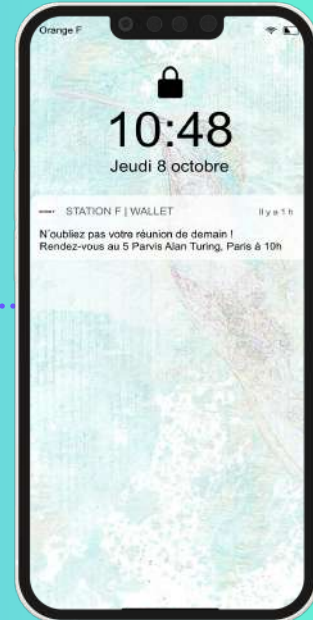 Orange F
10:48
Jeudi 8 octobre
STATION F | WALLET Il y a 1 h
N'oubliez pas votre réunion de demain !
Rendez-vous au 5 Parvis Alan Turing, Paris à 10h